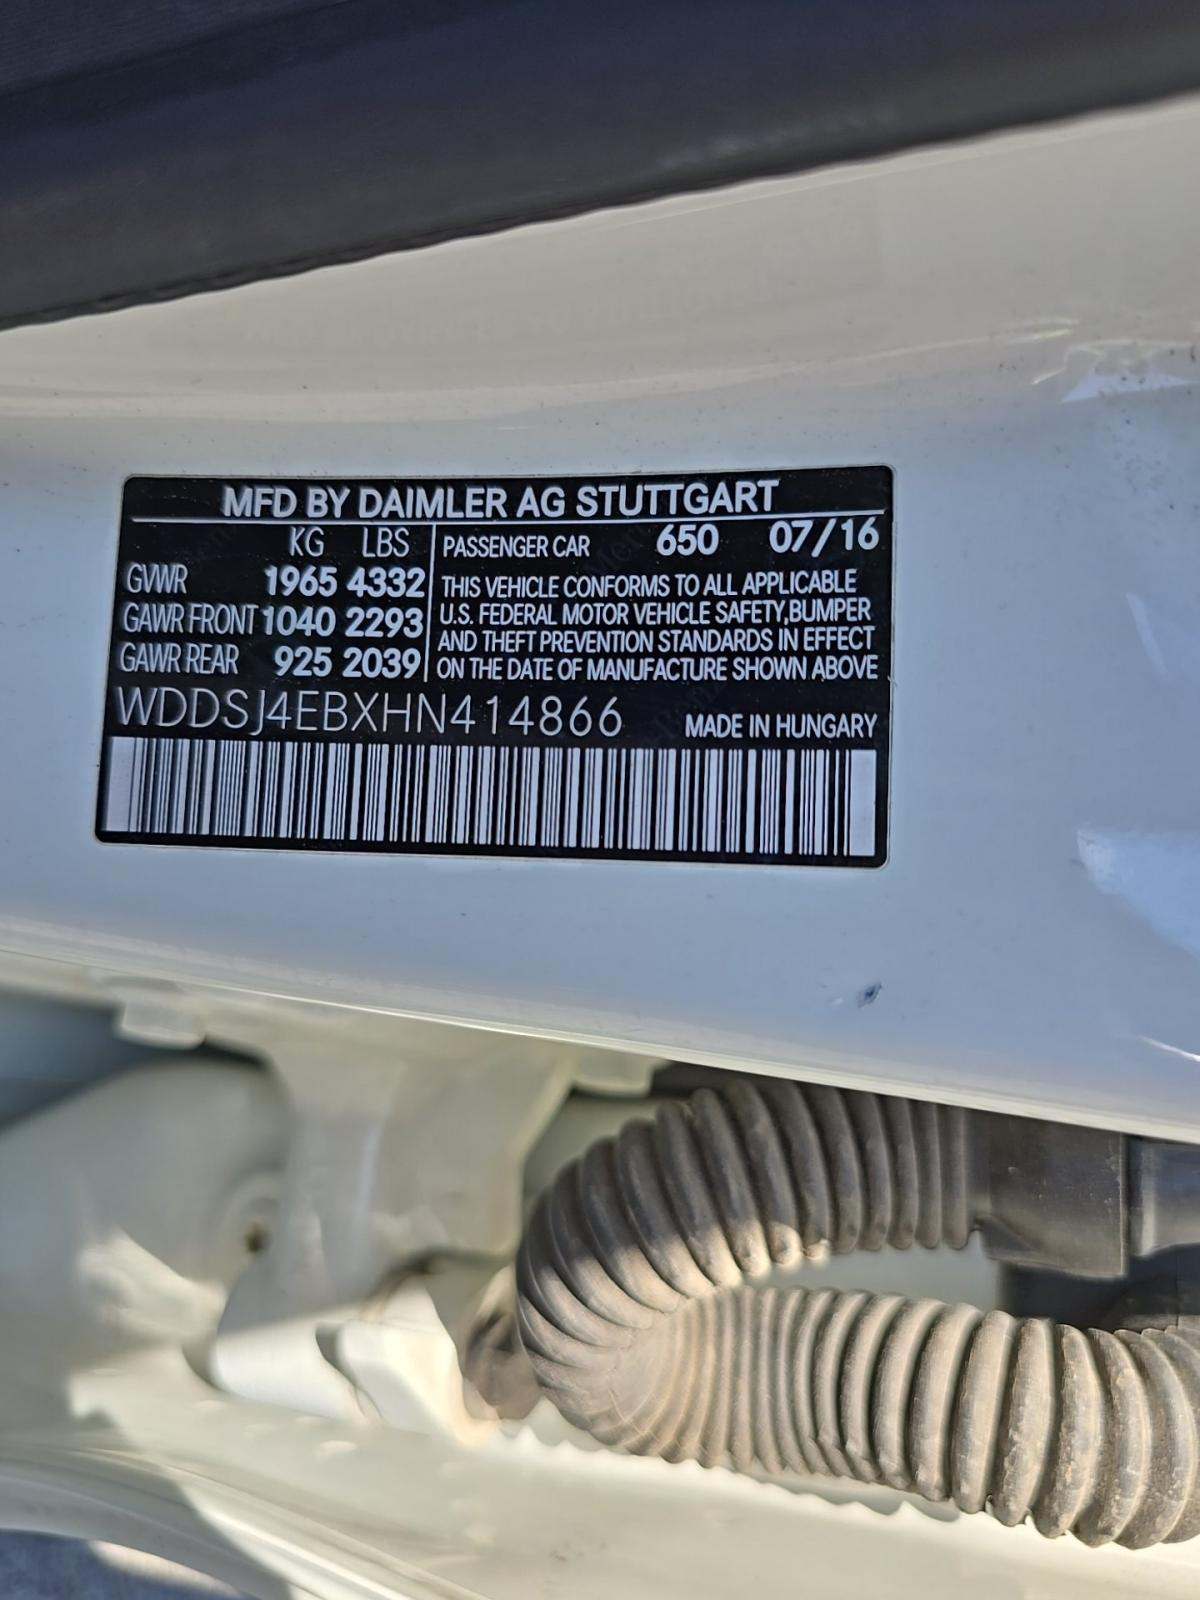 MFD BY DAIMLER AG STUTTGART
KG LBS
GVWR 1965 4332
GAWR FRONT 1040 2293
GAWR REAR 925 2039
PASSENGER CAR 650 07/16
THIS VEHICLE CONFORMS TO ALL APPLICABLE
U.S. FEDERAL MOTOR VEHICLE SAFETY,BUMPER
AND THEFT PREVENTION STANDARDS IN EFFECT
ON THE DATE OF MANUFACTURE SHOWN ABOVE
WDDSJ4EBXHN414866 MADE IN HUNGARY